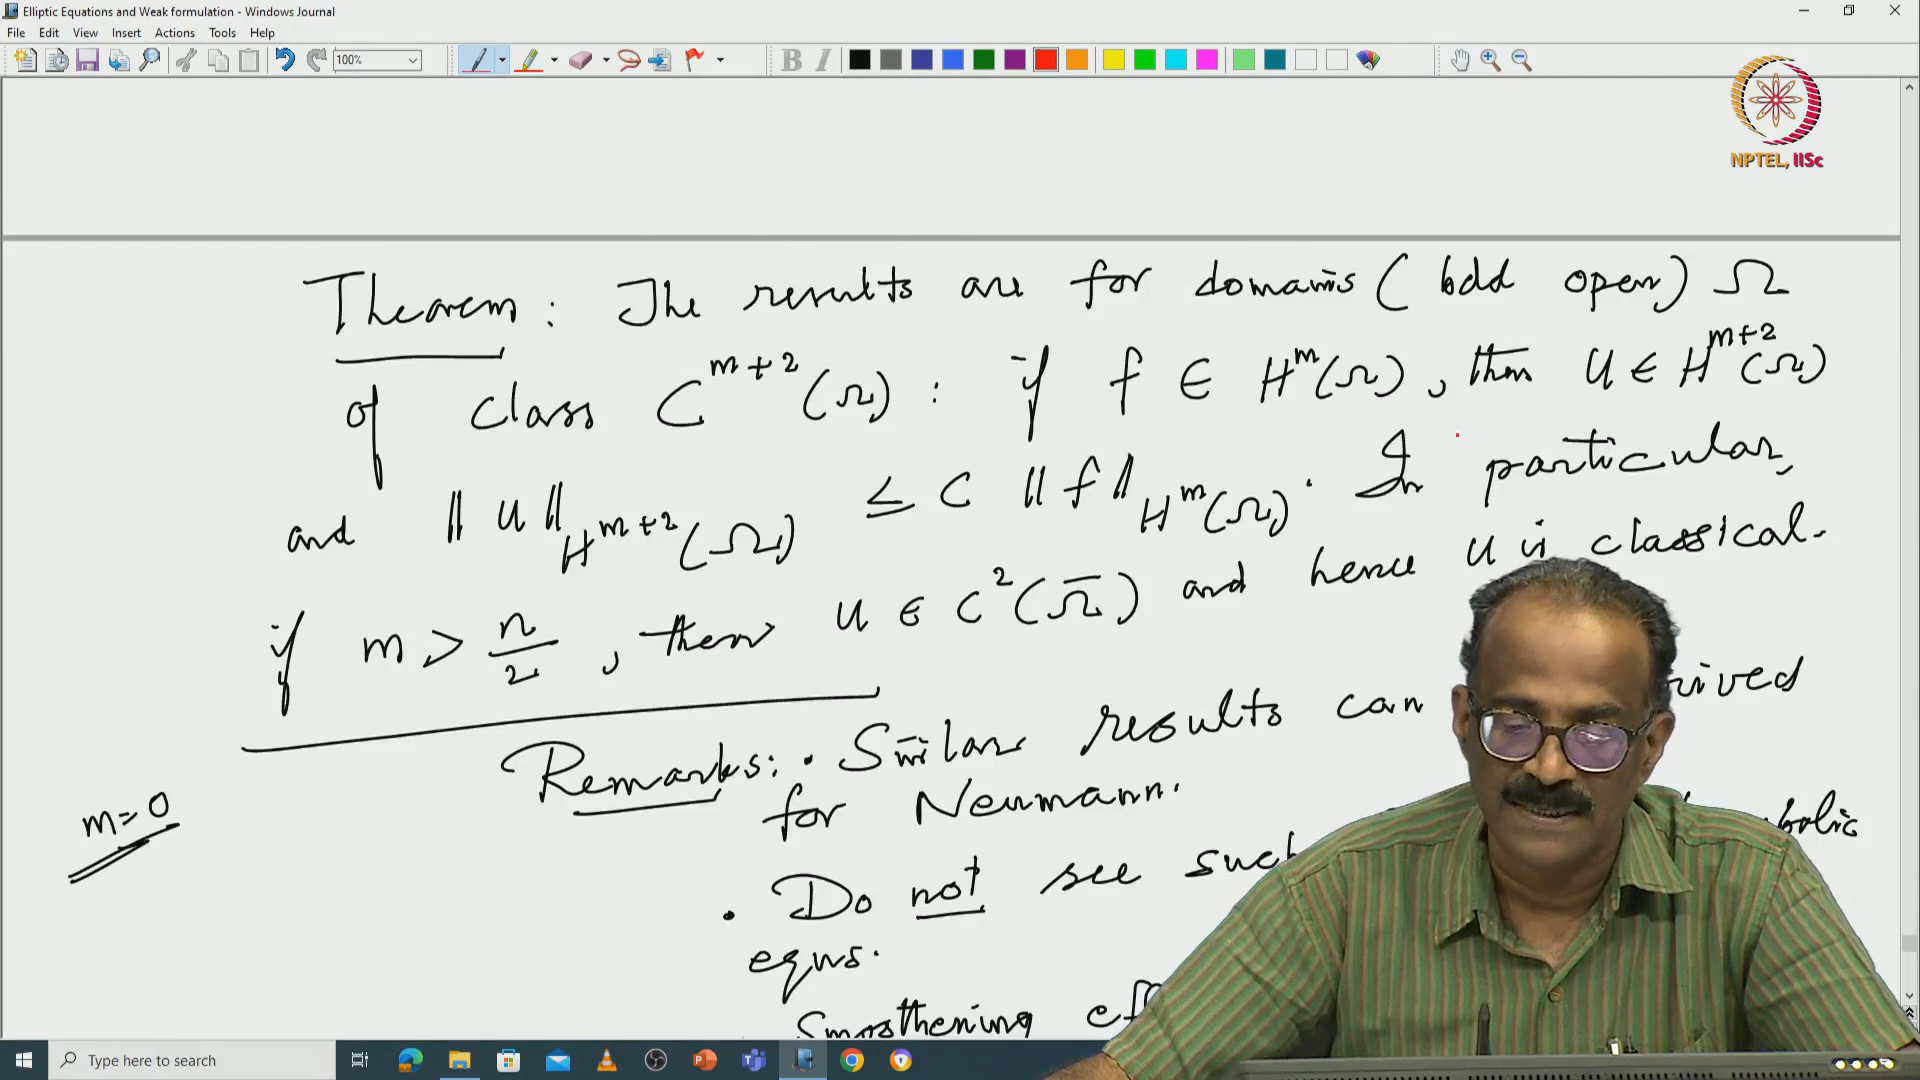 Elliptic Equations and Weak formulation - Windows Journal
File Edit View Insert Actions Tools Help
100%
B I
NPTEL, IISc
Theorem: The results are for domains (bdd open) Ω
of class C^{m+2}(Ω): if f ∈ H^m(Ω), then u ∈ H^{m+2}(Ω)
and ‖u‖_{H^{m+2}(Ω)} ≤ C ‖f‖_{H^m(Ω)}. In particular,
if m > n/2, then u ∈ C^2(Ω̄) and hence u is classical.
Remarks: • Similar results can
for Neumann.
m = 0
• Do not see such
equs.
Smoothening
Type here to search